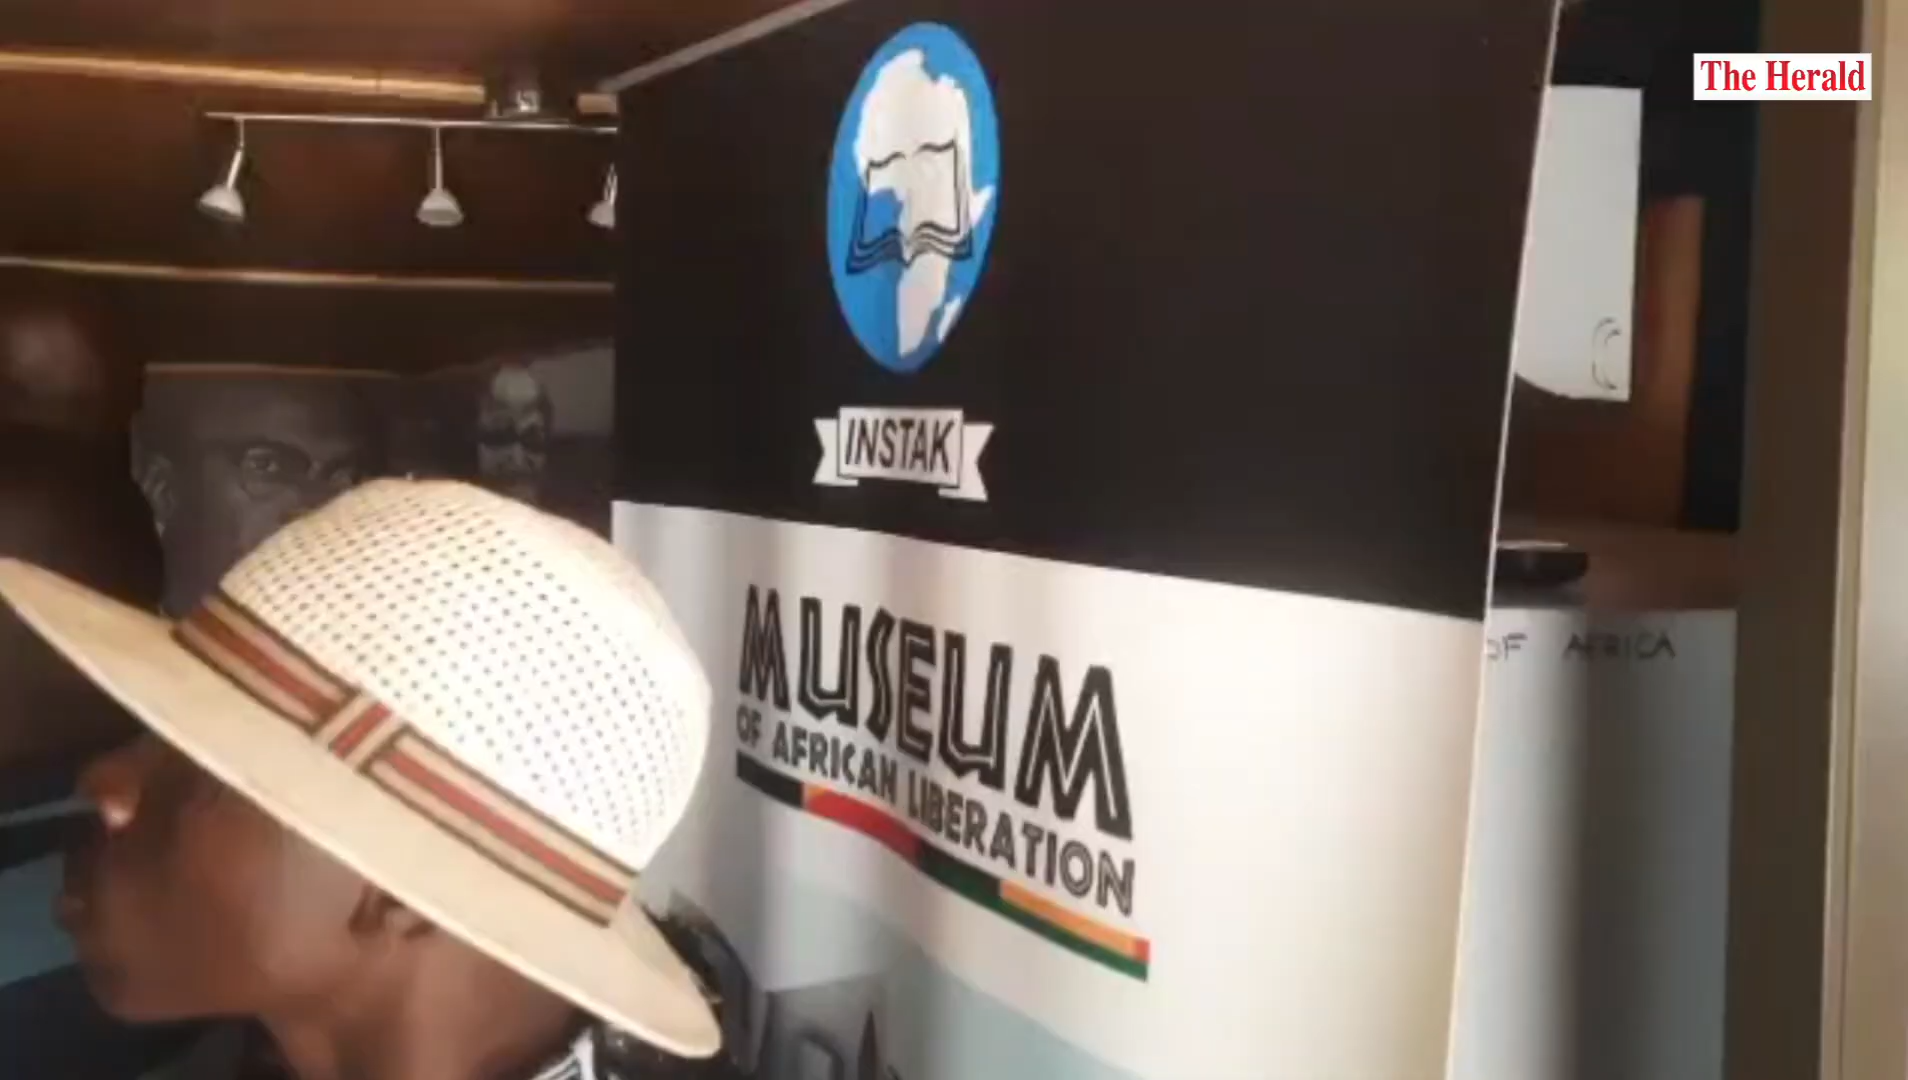 The Herald
INSTAK
MUSEUM
OF AFRICAN LIBERATION
OF AFRICA